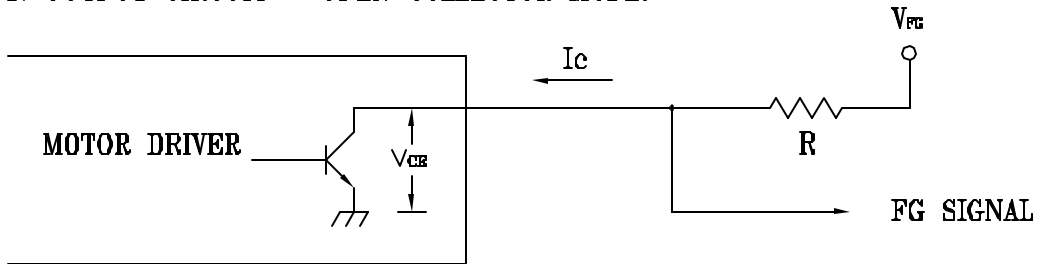 V_FG
Ic
MOTOR DRIVER
V_CE
R
FG SIGNAL